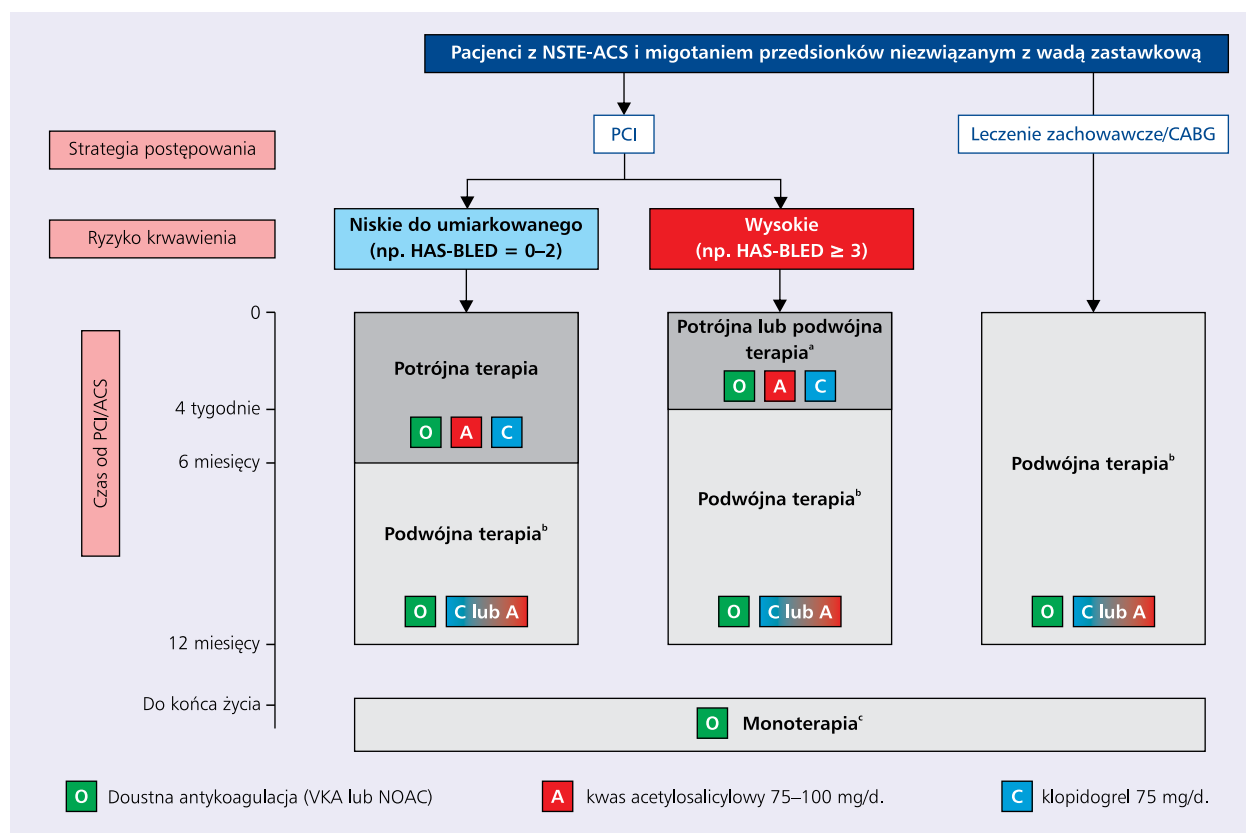 Pacjenci z NSTE-ACS i migotaniem przedsionków niezwiązanym z wadą zastawkową
Strategia postępowania
PCI
Leczenie zachowawcze/CABG
Ryzyko krwawienia
Niskie do umiarkowanego
(np. HAS-BLED = 0–2)
Wysokie
(np. HAS-BLED ≥ 3)
Czas od PCI/ACS
0
4 tygodnie
6 miesięcy
12 miesięcy
Do końca życia
Potrójna terapia
O A C
Podwójna terapiaᵇ
O C lub A
Potrójna lub podwójna
terapiaᵃ
O A C
Podwójna terapiaᵇ
O C lub A
Podwójna terapiaᵇ
O C lub A
O Monoterapiaᶜ
O Doustna antykoagulacja (VKA lub NOAC)
A kwas acetylosalicylowy 75–100 mg/d.
C klopidogrel 75 mg/d.